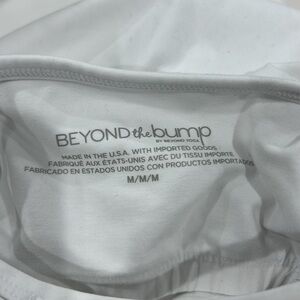 BEYOND the bump
BY BEYOND YOGA
MADE IN THE U.S.A. WITH IMPORTED GOODS
FABRIQUÉ AUX ÉTATS-UNIS AVEC DU TISSU IMPORTÉ
FABRICADO EN ESTADOS UNIDOS CON PRODUCTOS IMPORTADOS
M/M/M